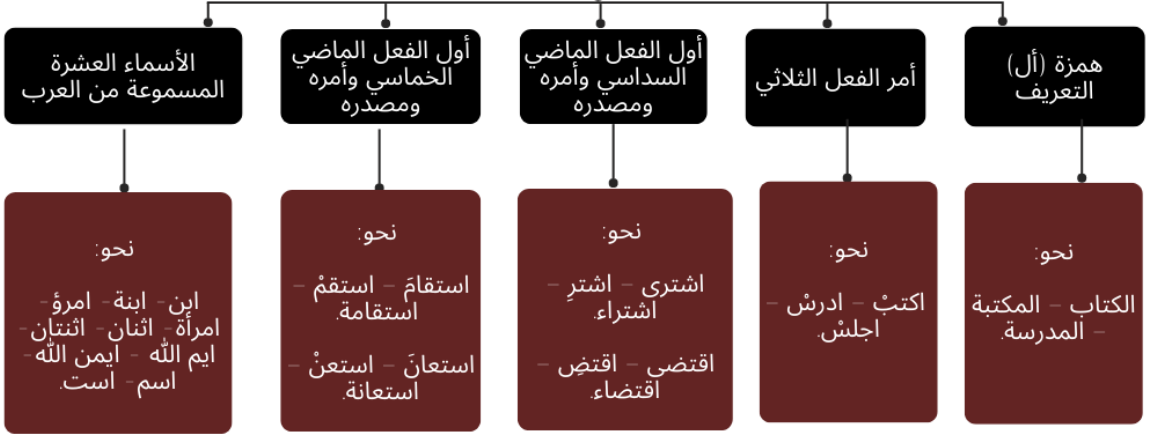 همزة (أل)
التعريف
نحو:
الكتاب – المكتبة
– المدرسة.
أمر الفعل الثلاثي
نحو:
اكتبْ – ادرسْ –
اجلسْ.
أول الفعل الماضي
السداسي وأمره
ومصدره
نحو:
اشترى – اشترِ –
اشتراء.
اقتضى – اقتضِ –
اقتضاء.
أول الفعل الماضي
الخماسي وأمره
ومصدره
نحو:
استقامَ – استقمْ –
استقامة.
استعانَ – استعنْ –
استعانة.
الأسماء العشرة
المسموعة من العرب
نحو:
ابن – ابنة – امرؤ –
امرأة – اثنان – اثنتان –
ايم الله – ايمن الله –
اسم – است.